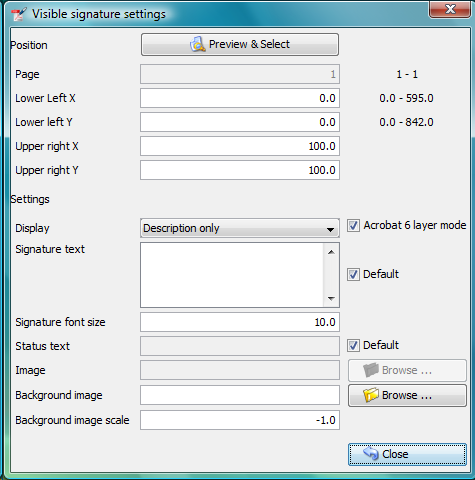 Visible signature settings
Position Preview & Select
Page 1 1 - 1
Lower Left X 0.0 0.0 - 595.0
Lower left Y 0.0 0.0 - 842.0
Upper right X 100.0
Upper right Y 100.0
Settings
Display Description only Acrobat 6 layer mode
Signature text Default
Signature font size 10.0
Status text Default
Image Browse ...
Background image Browse ...
Background image scale -1.0
Close